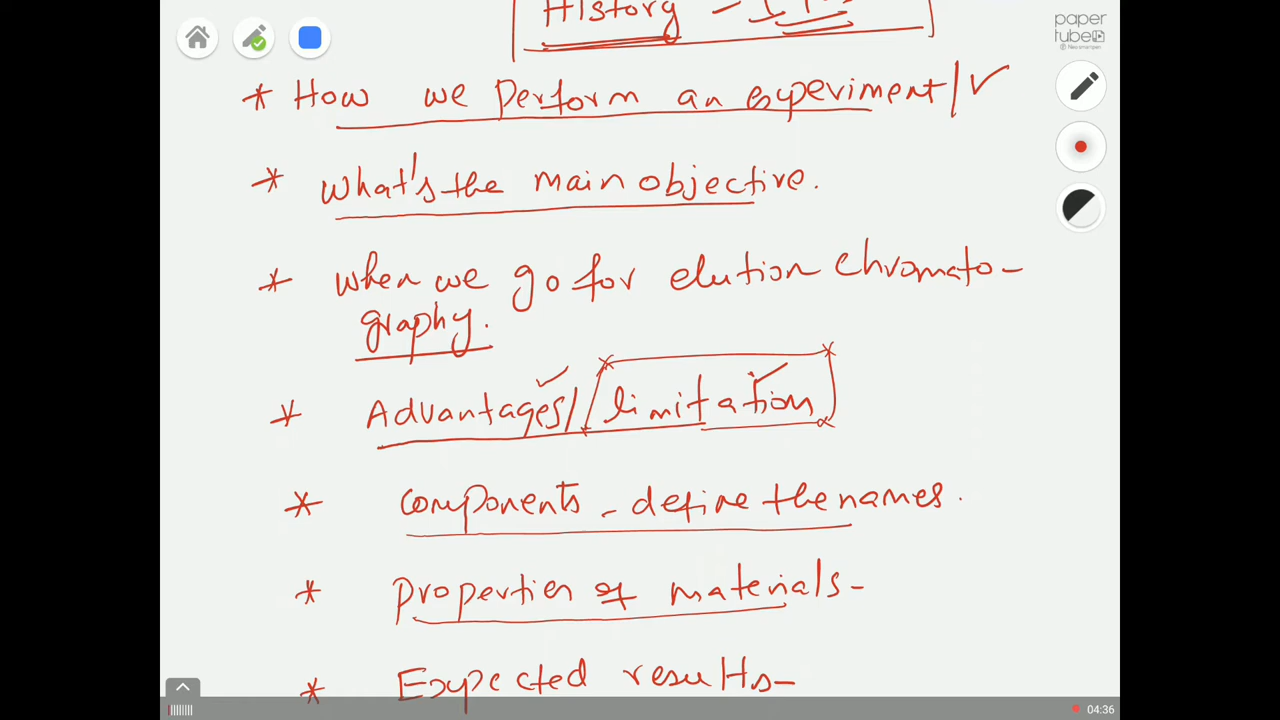 History -
paper
tube
* How we perform an experiment/ ✓
* what's the main objective.
* when we go for elution chromato-
graphy.
* Advantages/ limitation
* components - define the names.
* properties of materials -
* Expected results -
04:36